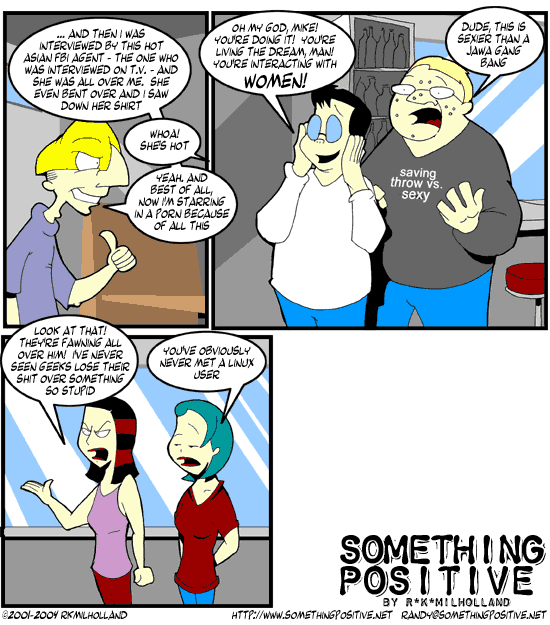 ... AND THEN I WAS
INTERVIEWED BY THIS HOT
ASIAN FBI AGENT - THE ONE WHO
WAS INTERVIEWED ON T.V. - AND
SHE WAS ALL OVER ME. SHE
EVEN BENT OVER AND I SAW
DOWN HER SHIRT
WHOA!
SHE'S HOT
YEAH. AND
BEST OF ALL,
NOW I'M STARRING
IN A PORN BECAUSE
OF ALL THIS
OH MY GOD, MIKE!
YOU'RE DOING IT! YOU'RE
LIVING THE DREAM, MAN!
YOU'RE INTERACTING WITH
WOMEN!
DUDE, THIS IS
SEXIER THAN A
JAWA GANG
BANG
saving
throw vs.
sexy
LOOK AT THAT!
THEY'RE FAWNING ALL
OVER HIM! I'VE NEVER
SEEN GEEKS LOSE THEIR
SHIT OVER SOMETHING
SO STUPID
YOU'VE OBVIOUSLY
NEVER MET A LINUX
USER
SOMETHING
POSITIVE
BY R*K*MILHOLLAND
©2001-2004 RKMILHOLLAND
HTTP://WWW.SOMETHINGPOSITIVE.NET RANDY@SOMETHINGPOSITIVE.NET